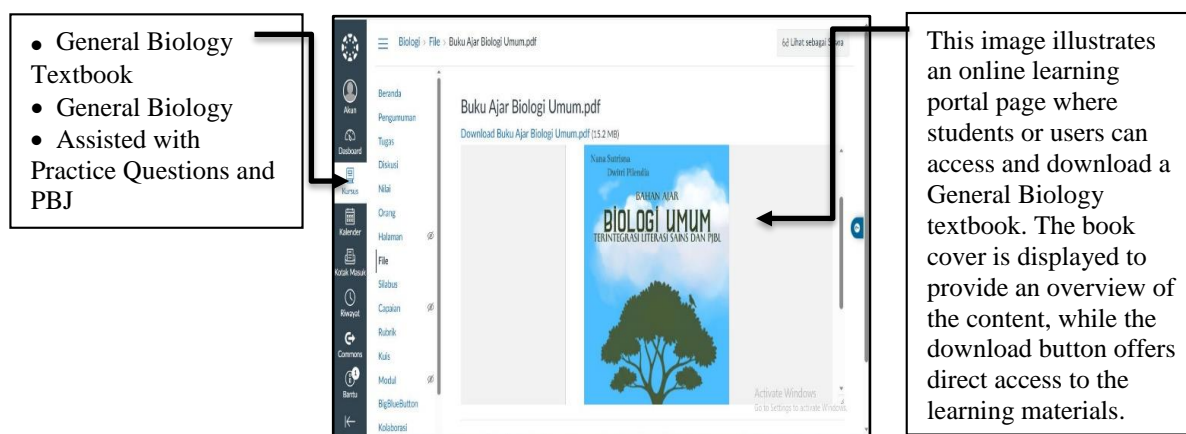 • General Biology
Textbook
• General Biology
• Assisted with
Practice Questions and
PBJ
Biologi › File › Buku Ajar Biologi Umum.pdf
Lihat sebagai Siswa
Akun
Dasboard
Kursus
Kalender
Kotak Masuk
Riwayat
Commons
Bantu
1
Beranda
Pengumuman
Tugas
Diskusi
Nilai
Orang
Halaman
File
Silabus
Capaian
Rubrik
Kuis
Modul
BigBlueButton
Kolaborasi
Buku Ajar Biologi Umum.pdf
Download Buku Ajar Biologi Umum.pdf (15.2 MB)
Nana Sutrisna
Dwitri Pilendia
BAHAN AJAR
BIOLOGI UMUM
TERINTEGRASI LITERASI SAINS DAN PJBL
Activate Windows
Go to Settings to activate Windows.
This image illustrates
an online learning
portal page where
students or users can
access and download a
General Biology
textbook. The book
cover is displayed to
provide an overview of
the content, while the
download button offers
direct access to the
learning materials.